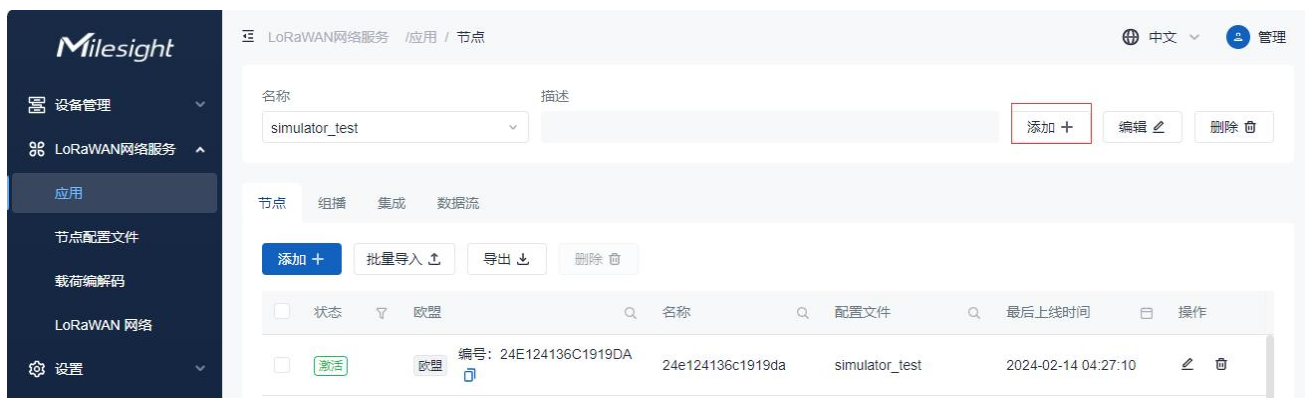 Milesight
LoRaWAN网络服务 /应用 / 节点
中文
管理
设备管理
LoRaWAN网络服务
应用
节点配置文件
载荷编解码
LoRaWAN 网络
设置
名称
描述
simulator_test
添加
编辑
删除
节点 组播 集成 数据流
添加 批量导入 导出 删除
状态 欧盟 名称 配置文件 最后上线时间 操作
激活 欧盟 编号：24E124136C1919DA 24e124136c1919da simulator_test 2024-02-14 04:27:10